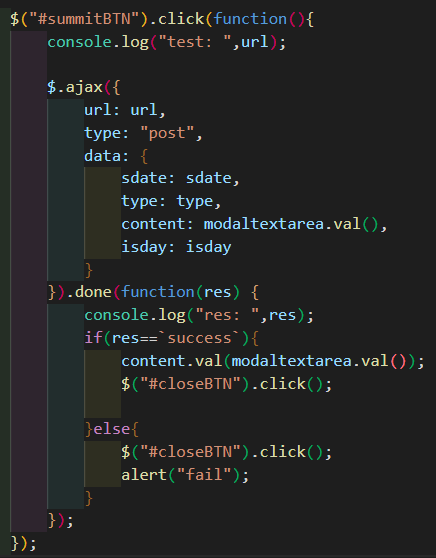 $("#summitBTN").click(function(){
console.log("test: ",url);
$.ajax({
url: url,
type: "post",
data: {
sdate: sdate,
type: type,
content: modaltextarea.val(),
isday: isday
}
}).done(function(res) {
console.log("res: ",res);
if(res==`success`){
content.val(modaltextarea.val());
$("#closeBTN").click();
}else{
$("#closeBTN").click();
alert("fail");
}
});
});